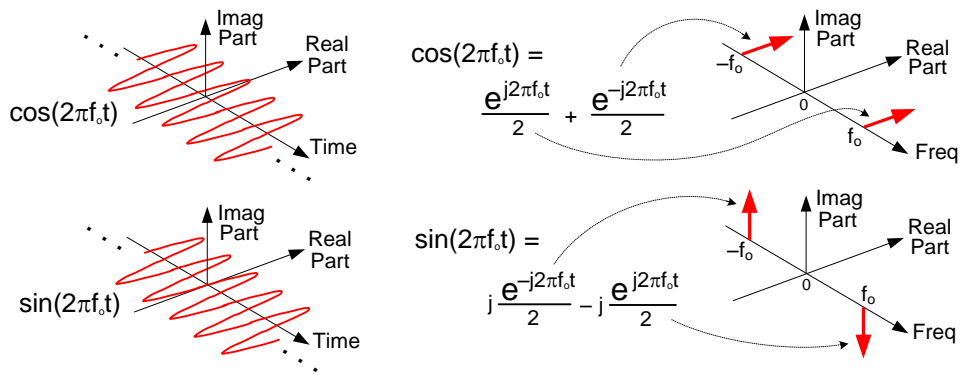 Imag
Part
Real
Part
cos(2πfₒt)
Time
cos(2πfₒt) =
e^{j2πfₒt}/2 + e^{–j2πfₒt}/2
Imag
Part
Real
Part
–fₒ
0
fₒ
Freq
Imag
Part
Real
Part
sin(2πfₒt)
Time
sin(2πfₒt) =
j e^{–j2πfₒt}/2 – j e^{j2πfₒt}/2
Imag
Part
Real
Part
–fₒ
0
fₒ
Freq